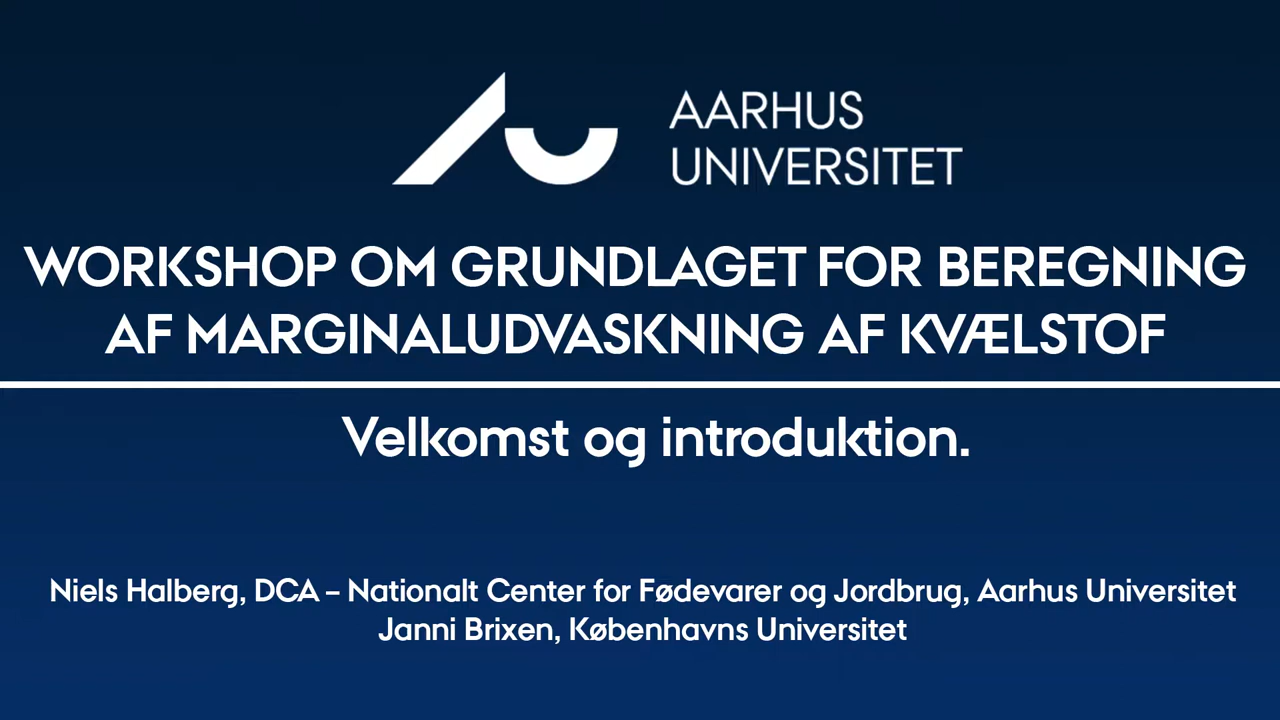 AARHUS
UNIVERSITET
WORKSHOP OM GRUNDLAGET FOR BEREGNING
AF MARGINALUDVASKNING AF KVÆLSTOF
Velkomst og introduktion.
Niels Halberg, DCA – Nationalt Center for Fødevarer og Jordbrug, Aarhus Universitet
Janni Brixen, Københavns Universitet